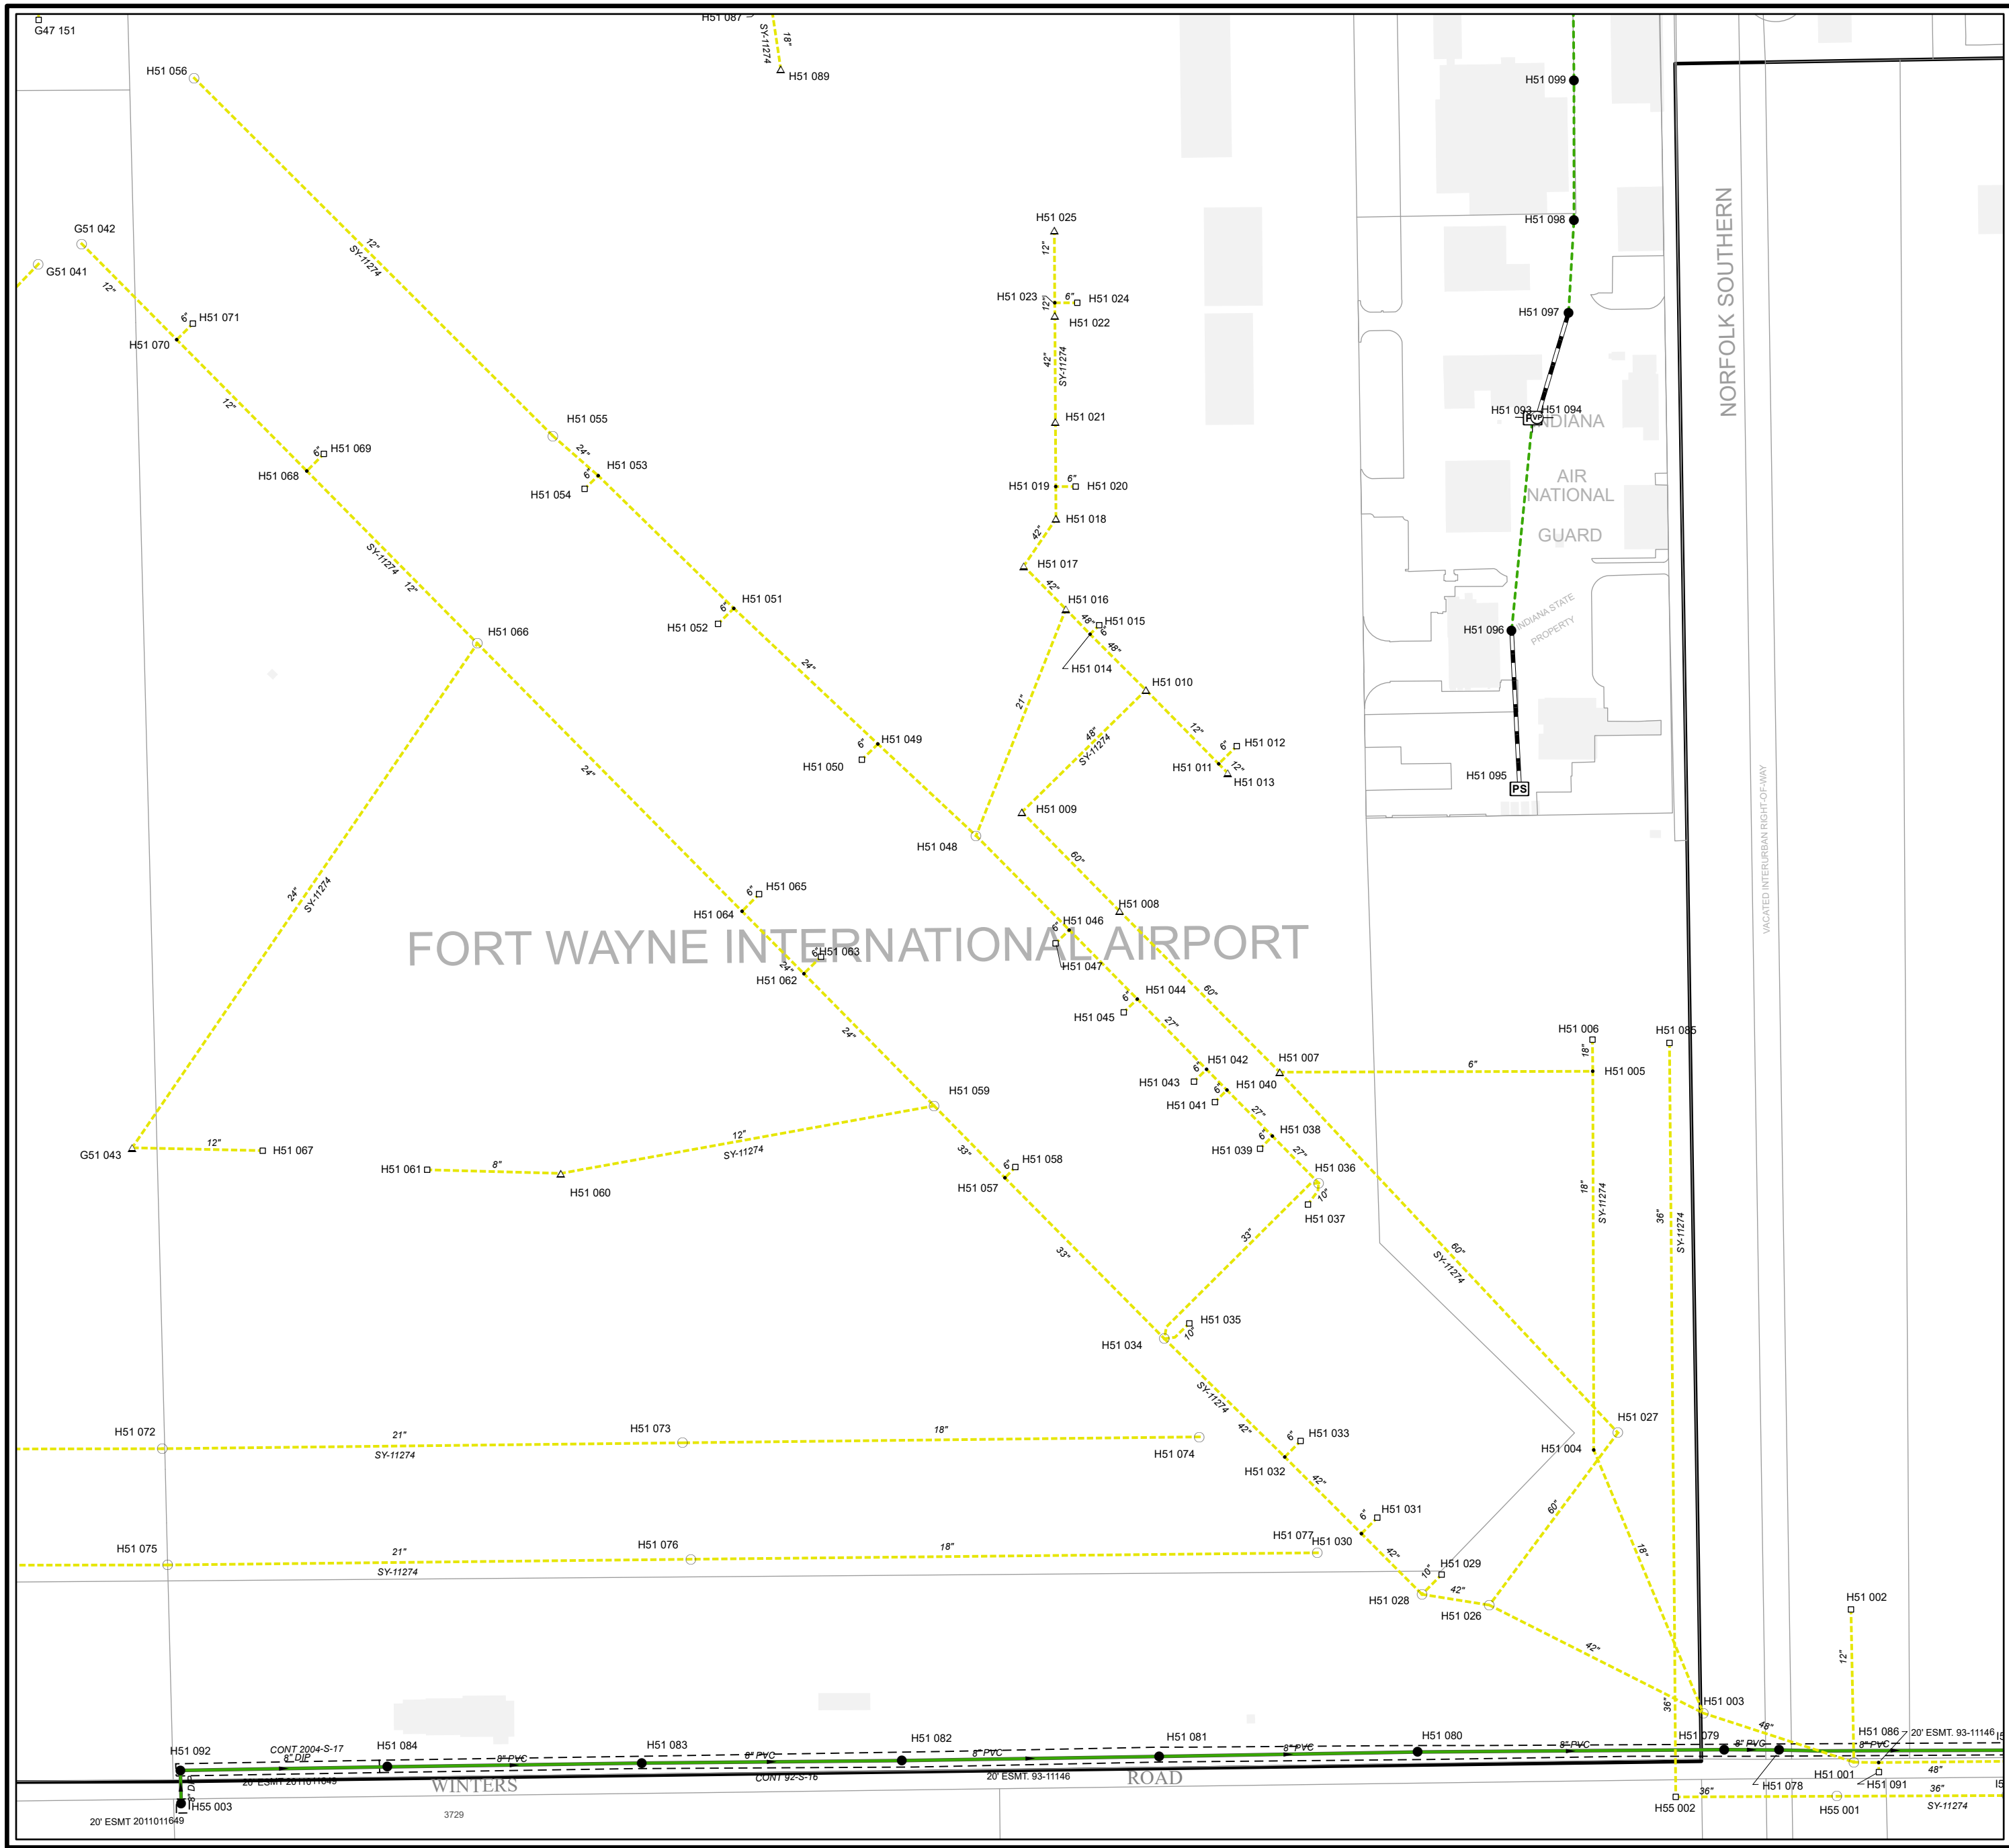 G47 151
H51 087
18"
SY-11274
H51 089
H51 056
12"
SY-11274
G51 042
G51 041
12"
6"
H51 071
H51 070
12"
6"
H51 069
H51 068
SY-11274
12"
H51 066
H51 055
24"
H51 053
6"
H51 054
H51 051
6"
H51 052
24"
H51 049
6"
H51 050
H51 048
H51 025
12"
H51 023
12"
6"
H51 024
H51 022
42"
SY-11274
H51 021
H51 019
6"
H51 020
H51 018
42"
H51 017
42"
H51 016
48"
6"
H51 015
48"
H51 014
21"
H51 010
48"
SY-11274
12"
6"
H51 012
H51 011
12"
H51 013
H51 009
60"
H51 008
H51 099
H51 098
H51 097
H51 093
H51 094
INDIANA
AIR
NATIONAL
GUARD
H51 096
INDIANA STATE
PROPERTY
H51 095
PS
NORFOLK SOUTHERN
VACATED INTERURBAN RIGHT-OF-WAY
24"
24"
SY-11274
6"
H51 065
H51 064
FORT WAYNE INTERNATIONAL AIRPORT
6"
H51 063
24"
H51 062
24"
H51 046
6"
H51 047
H51 044
6"
H51 045
27"
60"
H51 042
6"
H51 043
H51 007
6"
H51 006
18"
H51 005
H51 085
H51 040
6"
H51 041
27"
H51 038
6"
H51 039
27"
H51 036
10"
H51 037
H51 059
12"
SY-11274
G51 043
12"
H51 067
H51 061
8"
H51 060
33"
6"
H51 058
H51 057
33"
33"
18"
SY-11274
36"
SY-11274
60"
SY-11274
H51 035
10"
H51 034
SY-11274
42"
H51 072
21"
SY-11274
H51 073
18"
H51 074
6"
H51 033
H51 032
42"
H51 027
H51 004
6"
H51 031
H51 077
H51 030
42"
60"
18"
H51 075
21"
SY-11274
H51 076
18"
10"
H51 029
H51 028
42"
H51 026
42"
H51 002
12"
H51 003
36"
48"
H51 092
CONT 2004-S-17
8" DIP
H51 084
8" PVC
H51 083
8" PVC
H51 082
8" PVC
H51 081
8" PVC
H51 080
8" PVC
H51 079
8" PVC
H51 086
20' ESMT. 93-11146
8" PVC
8" DIP
20' ESMT 2011011649
WINTERS
CONT 92-S-16
20' ESMT. 93-11146
ROAD
H51 078
H51 001
H51 091
48"
H55 003
20' ESMT 2011011649
3729
H55 002
36"
H55 001
36"
SY-11274